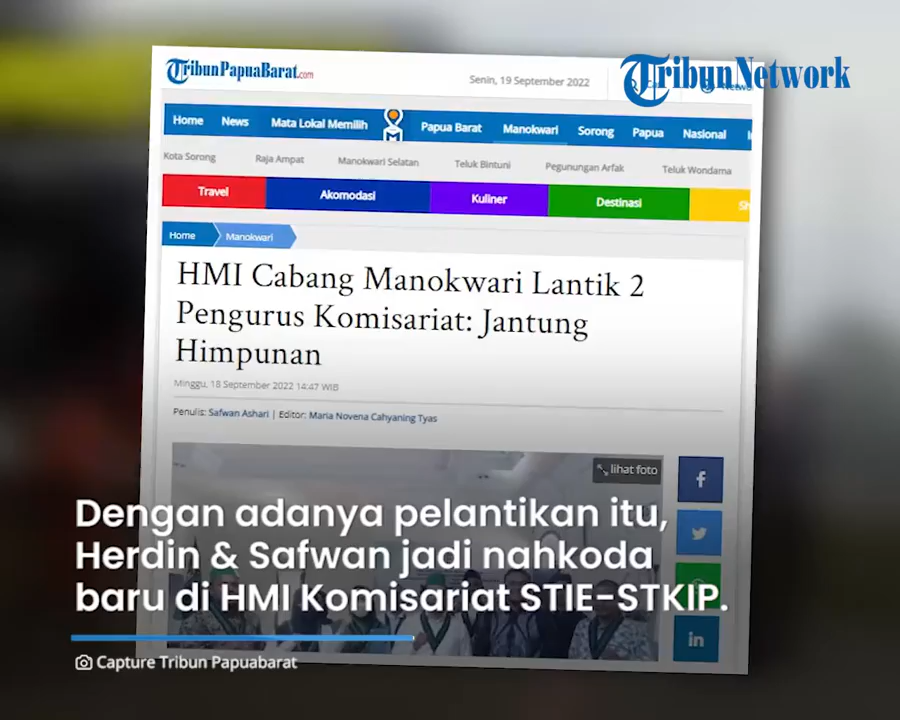 TribunPapuaBarat.com
Senin, 19 September 2022
TribunNetwork
Home News Mata Lokal Memilih Papua Barat Manokwari Sorong Papua Nasional
Kota Sorong Raja Ampat Manokwari Selatan Teluk Bintuni Pegunungan Arfak Teluk Wondama
Travel Akomodasi Kuliner Destinasi
Home Manokwari
HMI Cabang Manokwari Lantik 2
Pengurus Komisariat: Jantung
Himpunan
Minggu, 18 September 2022 14:47 WIB
Penulis: Safwan Ashari | Editor: Maria Novena Cahyaning Tyas
lihat foto
Dengan adanya pelantikan itu,
Herdin & Safwan jadi nahkoda
baru di HMI Komisariat STIE-STKIP.
Capture Tribun Papuabarat